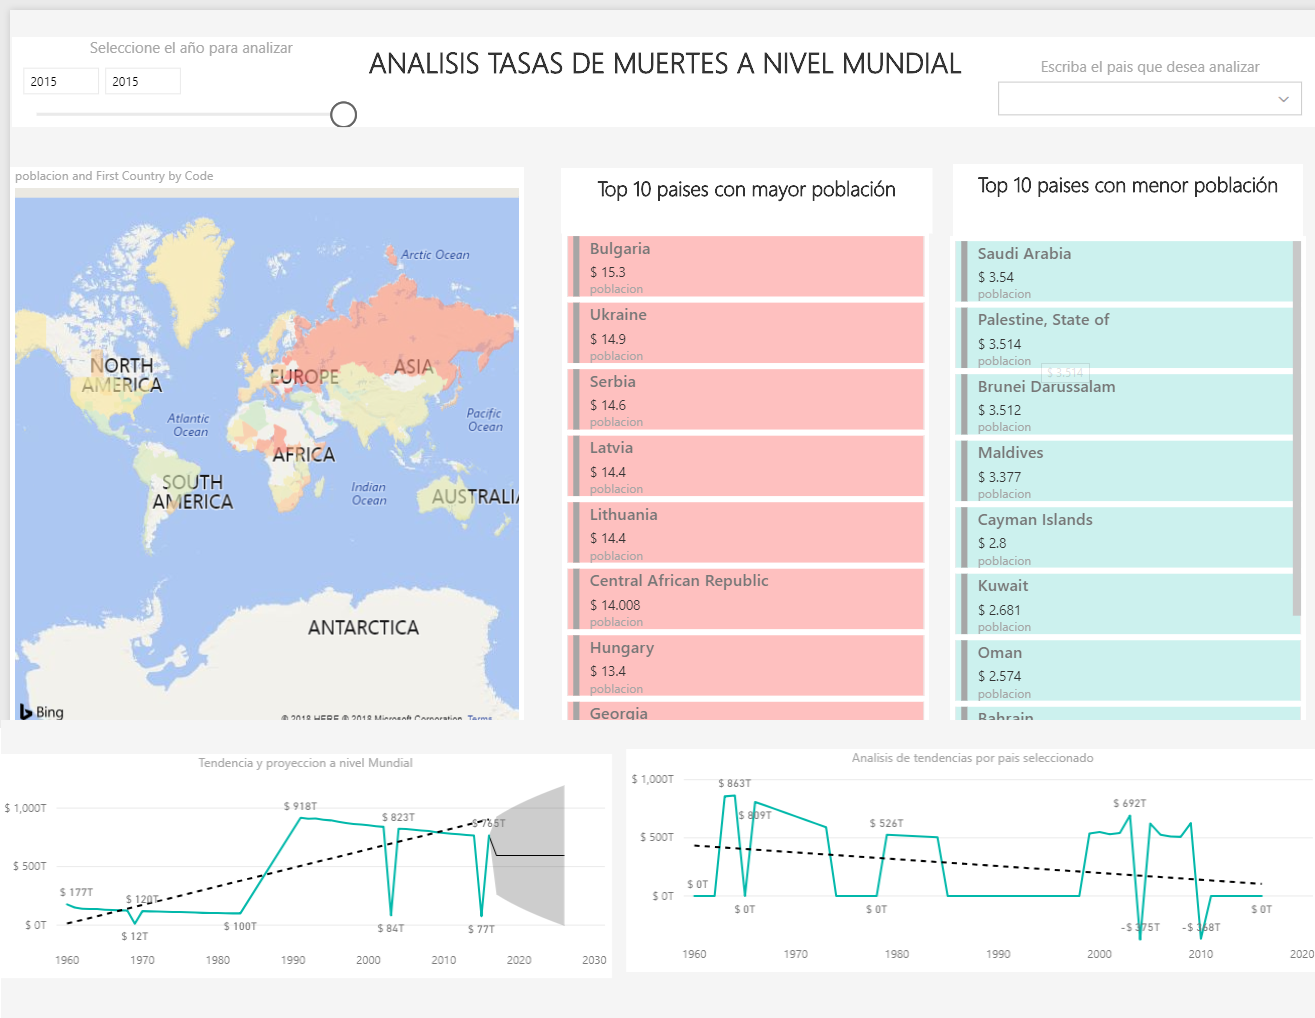 Seleccione el año para analizar
2015
2015
ANALISIS TASAS DE MUERTES A NIVEL MUNDIAL
Escriba el pais que desea analizar
poblacion and First Country by Code
Arctic Ocean
NORTH
AMERICA
EUROPE
ASIA
Atlantic
Ocean
Pacific
Ocean
AFRICA
SOUTH
AMERICA
Indian
Ocean
AUSTRALIA
ANTARCTICA
Bing
© 2018 HERE © 2018 Microsoft Corporation Terms
Top 10 paises con mayor población
Bulgaria
$ 15.3
poblacion
Ukraine
$ 14.9
poblacion
Serbia
$ 14.6
poblacion
Latvia
$ 14.4
poblacion
Lithuania
$ 14.4
poblacion
Central African Republic
$ 14.008
poblacion
Hungary
$ 13.4
poblacion
Georgia
Top 10 paises con menor población
Saudi Arabia
$ 3.54
poblacion
Palestine, State of
$ 3.514
poblacion
$ 3.514
Brunei Darussalam
$ 3.512
poblacion
Maldives
$ 3.377
poblacion
Cayman Islands
$ 2.8
poblacion
Kuwait
$ 2.681
poblacion
Oman
$ 2.574
poblacion
Bahrain
Tendencia y proyeccion a nivel Mundial
$ 1,000T
$ 500T
$ 0T
$ 177T
$ 120T
$ 12T
$ 100T
$ 918T
$ 823T
$ 84T
$ 765T
$ 77T
1960 1970 1980 1990 2000 2010 2020 2030
Analisis de tendencias por pais seleccionado
$ 1,000T
$ 500T
$ 0T
$ 0T
$ 863T
$ 809T
$ 0T
$ 526T
$ 0T
$ 692T
-$ 375T
-$ 368T
$ 0T
1960 1970 1980 1990 2000 2010 2020